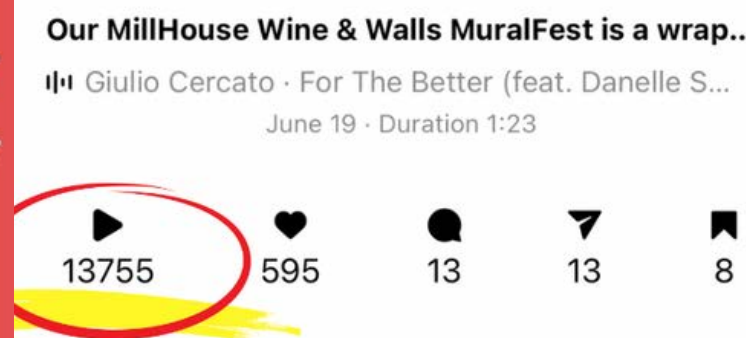 Our MillHouse Wine & Walls MuralFest is a wrap..
Giulio Cercato · For The Better (feat. Danelle S...
June 19 · Duration 1:23
13755 595 13 13 8